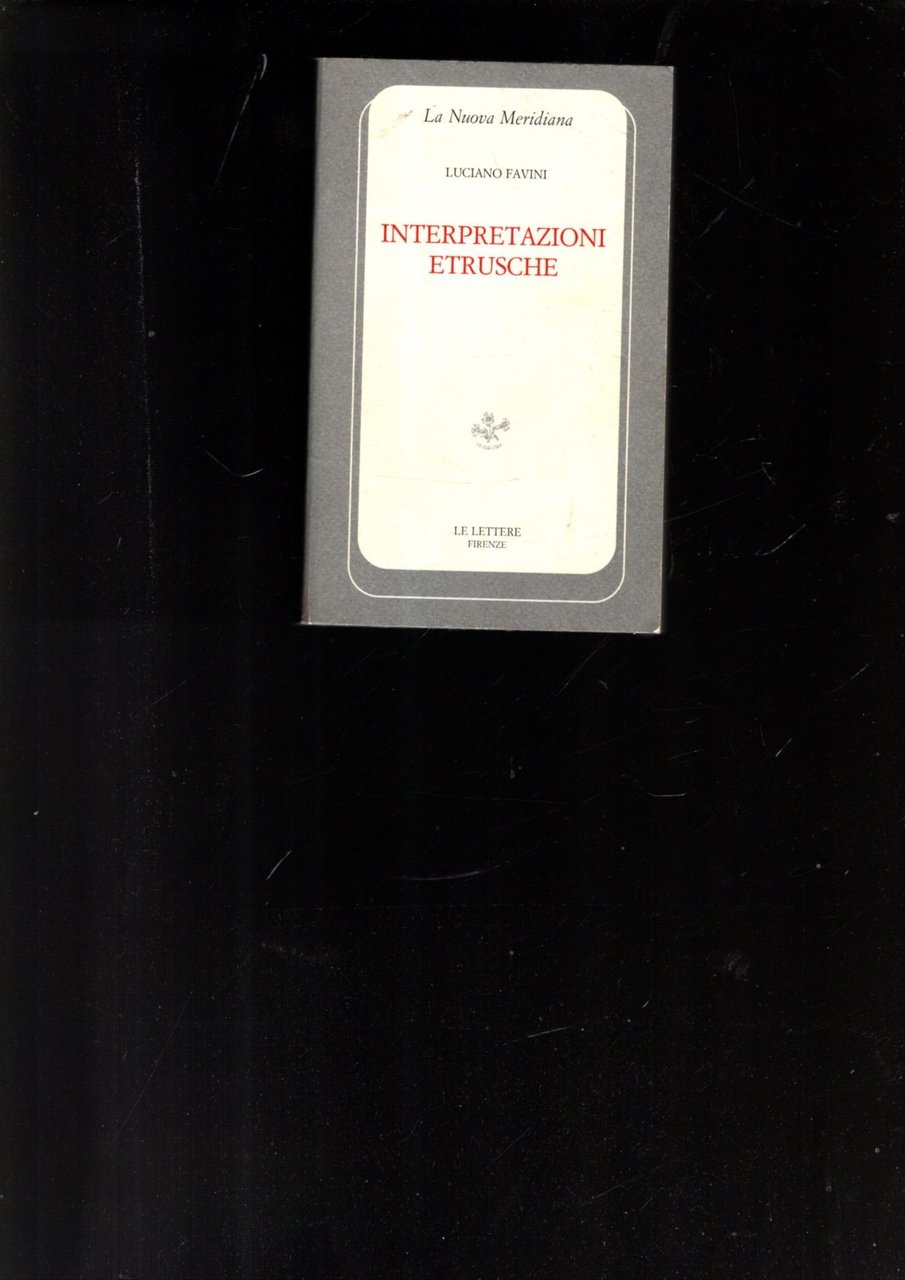 La Nuova Meridiana
LUCIANO FAVINI
INTERPRETAZIONI
ETRUSCHE
LE LETTERE
FIRENZE